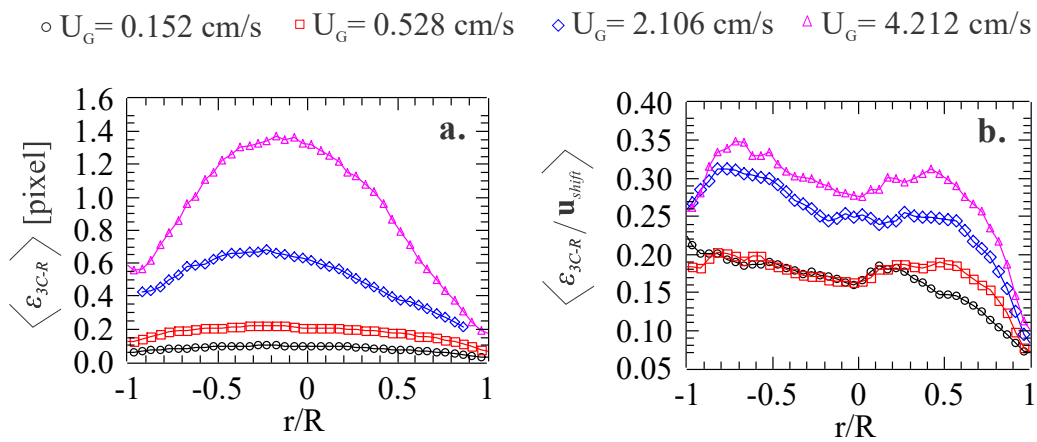 ○ U_G= 0.152 cm/s □ U_G= 0.528 cm/s ◇ U_G= 2.106 cm/s △ U_G= 4.212 cm/s
a.
⟨ε_3C-R⟩ [pixel]
1.6
1.4
1.2
1.0
0.8
0.6
0.4
0.2
0.0
-1 -0.5 0 0.5 1
r/R
b.
⟨ε_3C-R / u_shift⟩
0.40
0.35
0.30
0.25
0.20
0.15
0.10
0.05
-1 -0.5 0 0.5 1
r/R